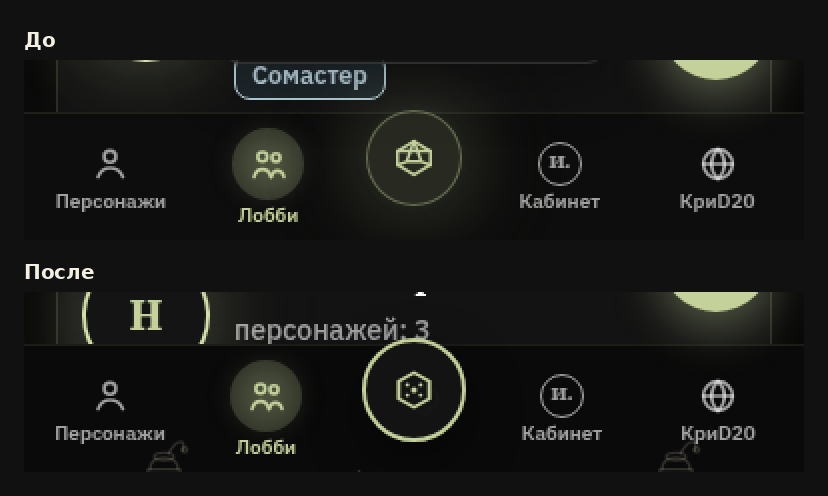 До
Сомастер
Персонажи
Лобби
И.
Кабинет
КриD20
После
Н
персонажей: 3
Персонажи
Лобби
И.
Кабинет
КриD20